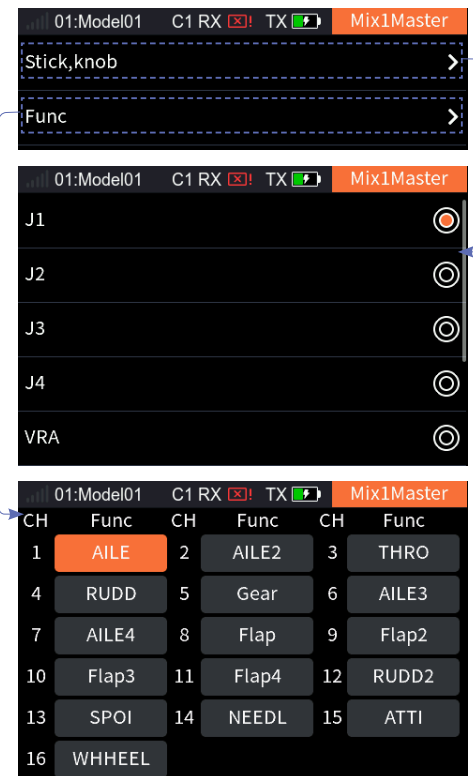 01:Model01 C1 RX ! TX Mix1Master
Stick,knob
Func
01:Model01 C1 RX ! TX Mix1Master
J1
J2
J3
J4
VRA
01:Model01 C1 RX ! TX Mix1Master
CH Func CH Func CH Func
1 AILE 2 AILE2 3 THRO
4 RUDD 5 Gear 6 AILE3
7 AILE4 8 Flap 9 Flap2
10 Flap3 11 Flap4 12 RUDD2
13 SPOI 14 NEEDL 15 ATTI
16 WHHEEL